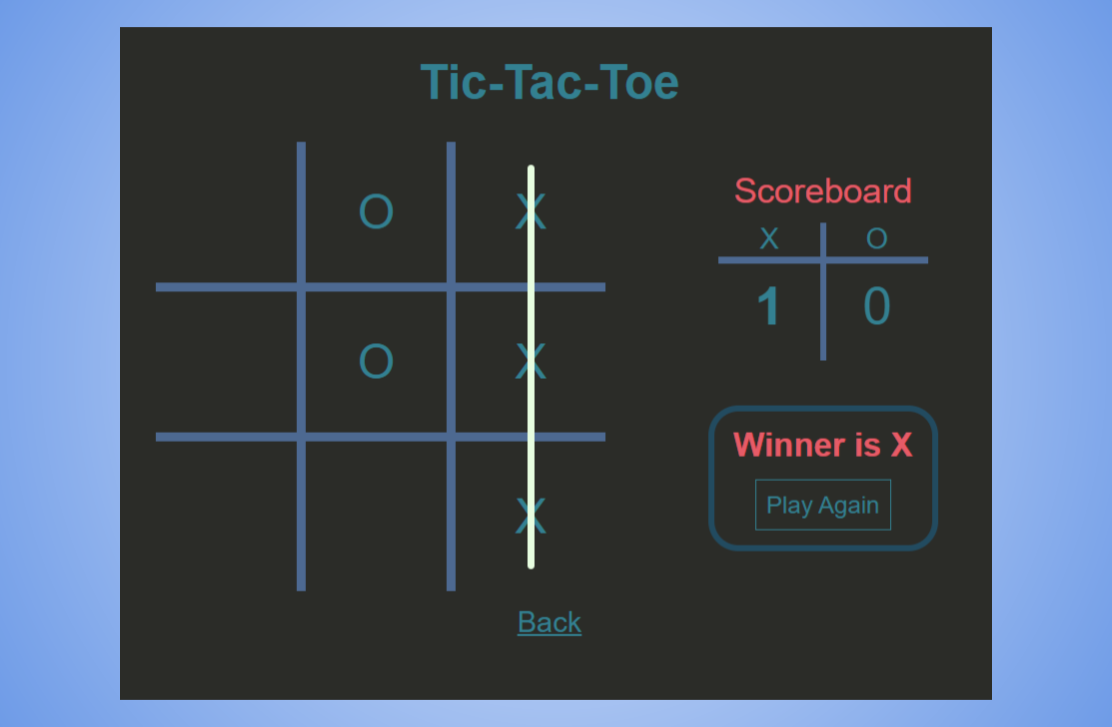 Tic-Tac-Toe
O X
Scoreboard
X O
1 0
O X
Winner is X
Play Again
X
Back